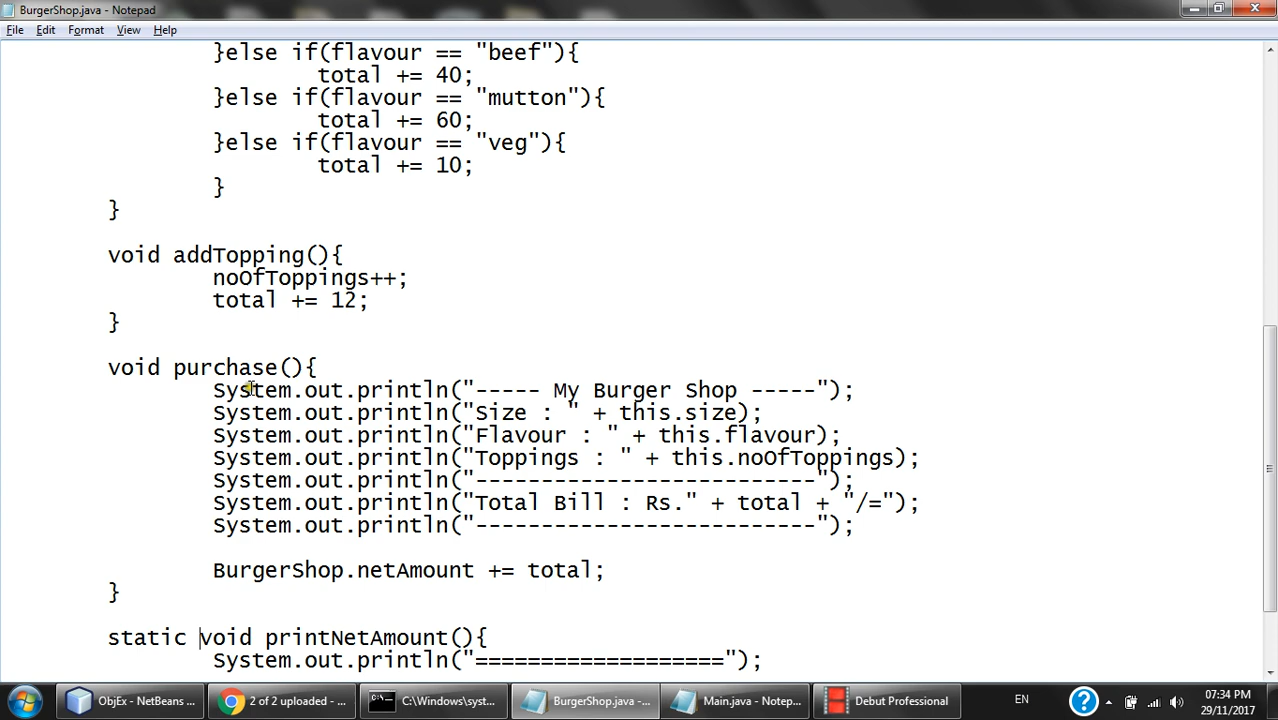 BurgerShop.java - Notepad
File Edit Format View Help
}else if(flavour == "beef"){
total += 40;
}else if(flavour == "mutton"){
total += 60;
}else if(flavour == "veg"){
total += 10;
}
}
void addTopping(){
noOfToppings++;
total += 12;
}
void purchase(){
System.out.println("----- My Burger Shop -----");
System.out.println("Size : " + this.size);
System.out.println("Flavour : " + this.flavour);
System.out.println("Toppings : " + this.noOfToppings);
System.out.println("--------------------------");
System.out.println("Total Bill : Rs." + total + "/=");
System.out.println("--------------------------");
BurgerShop.netAmount += total;
}
static void printNetAmount(){
System.out.println("===================");
ObjEx - NetBeans ... 2 of 2 uploaded - ... C:\Windows\syst... BurgerShop.java -... Main.java - Notep... Debut Professional EN 07:34 PM
29/11/2017